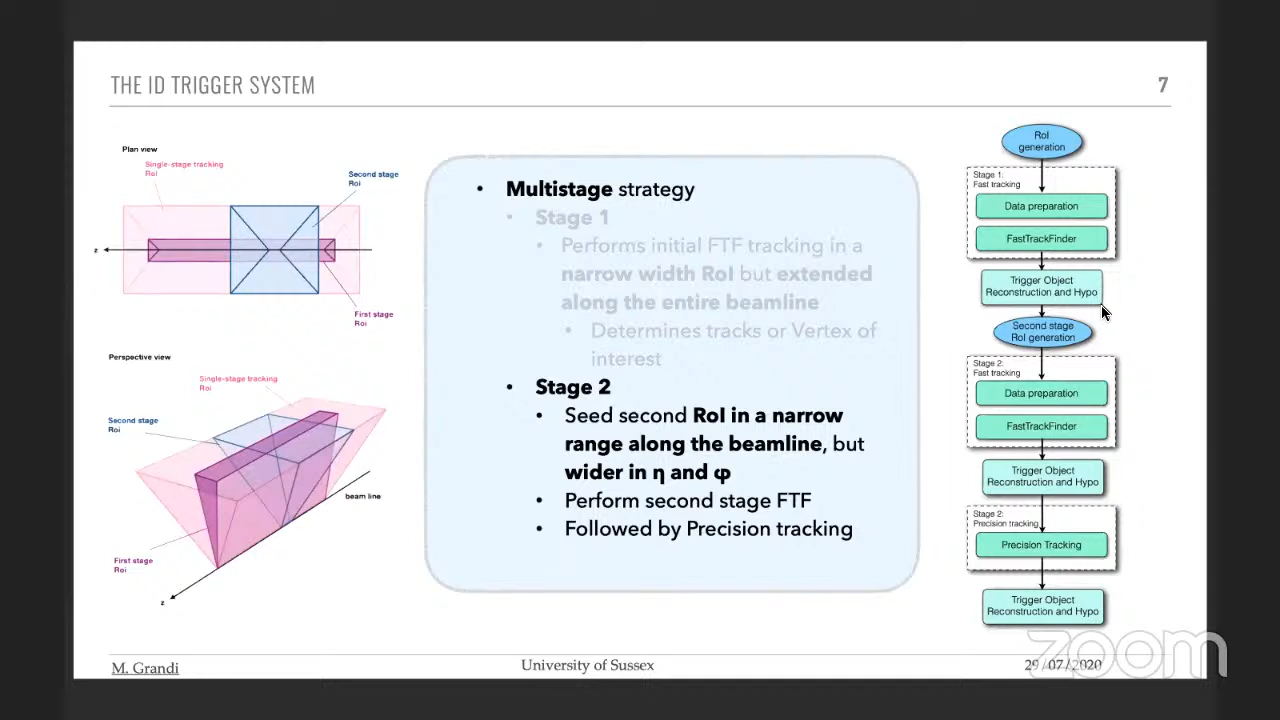 THE ID TRIGGER SYSTEM
7
Plan view
Single-stage tracking
RoI
Second stage
RoI
z
First stage
RoI
Perspective view
Single-stage tracking
RoI
Second stage
Roi
beam line
First stage
Roi
z
• Multistage strategy
• Stage 1
• Performs initial FTF tracking in a
narrow width RoI but extended
along the entire beamline
• Determines tracks or Vertex of
interest
• Stage 2
• Seed second RoI in a narrow
range along the beamline, but
wider in η and φ
• Perform second stage FTF
• Followed by Precision tracking
RoI
generation
Stage 1:
Fast tracking
Data preparation
FastTrackFinder
Trigger Object
Reconstruction and Hypo
Second stage
RoI generation
Stage 2:
Fast tracking
Data preparation
FastTrackFinder
Trigger Object
Reconstruction and Hypo
Stage 2:
Precision tracking
Precision Tracking
Trigger Object
Reconstruction and Hypo
M. Grandi
University of Sussex
29/07/2020
zoom